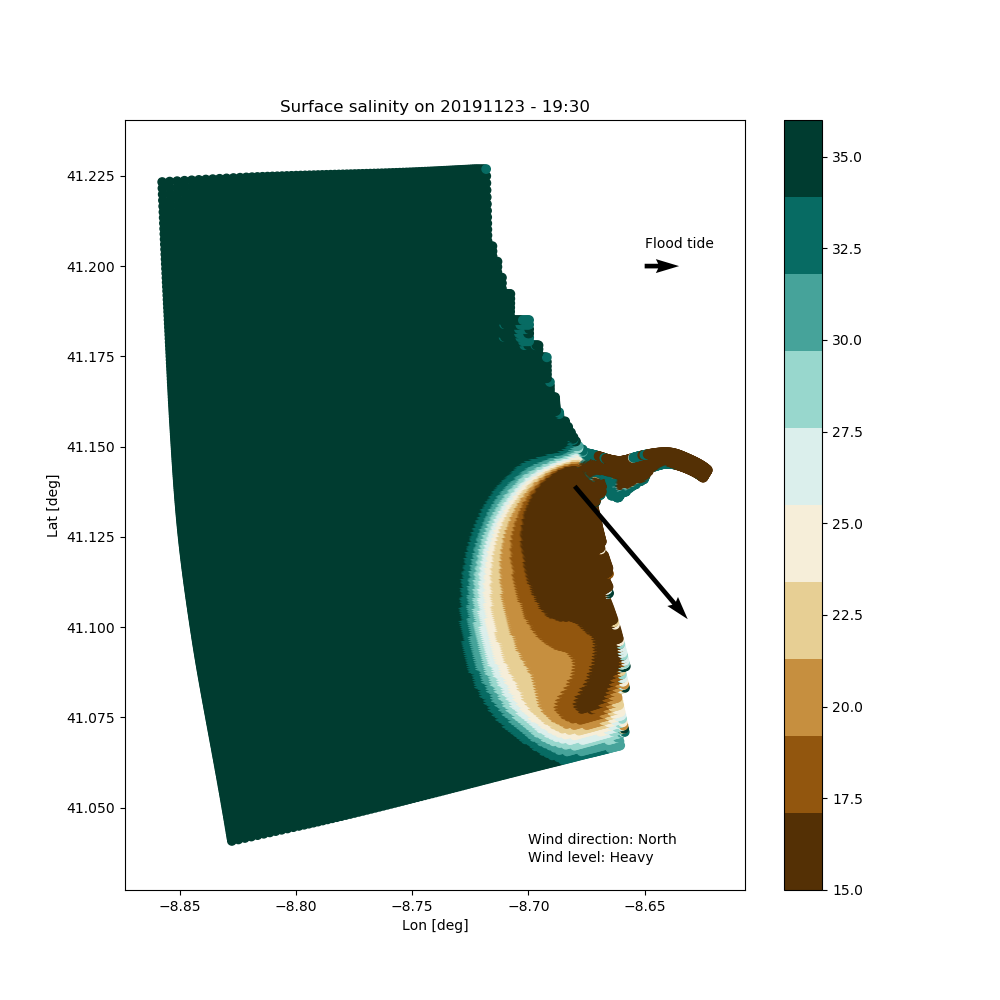 Surface salinity on 20191123 - 19:30
41.225
41.200
41.175
41.150
41.125
41.100
41.075
41.050
Lat [deg]
Flood tide
Wind direction: North
Wind level: Heavy
−8.85 −8.80 −8.75 −8.70 −8.65
Lon [deg]
35.0
32.5
30.0
27.5
25.0
22.5
20.0
17.5
15.0